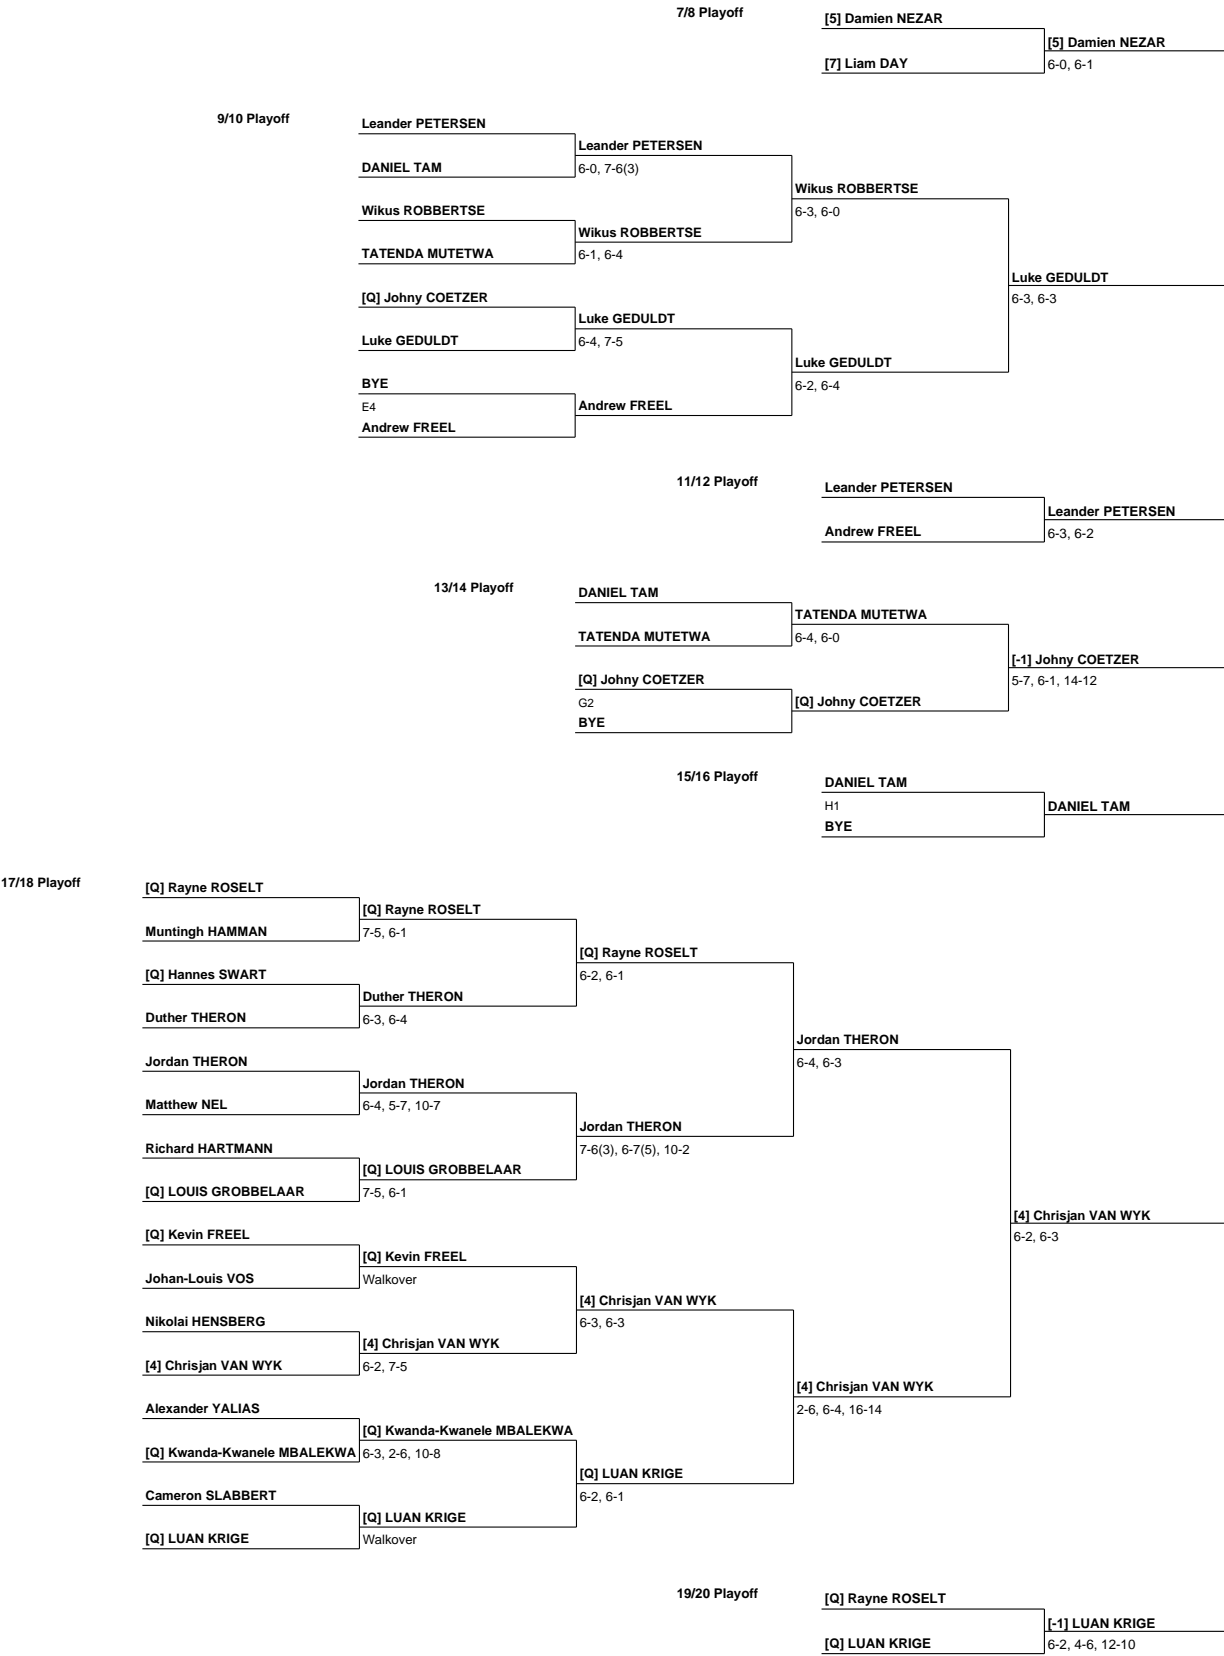 7/8 Playoff
[5] Damien NEZAR
[5] Damien NEZAR
[7] Liam DAY
6-0, 6-1
9/10 Playoff
Leander PETERSEN
Leander PETERSEN
DANIEL TAM
6-0, 7-6(3)
Wikus ROBBERTSE
Wikus ROBBERTSE
6-3, 6-0
Wikus ROBBERTSE
TATENDA MUTETWA
6-1, 6-4
Luke GEDULDT
[Q] Johny COETZER
6-3, 6-3
Luke GEDULDT
Luke GEDULDT
6-4, 7-5
Luke GEDULDT
BYE
6-2, 6-4
E4
Andrew FREEL
Andrew FREEL
11/12 Playoff
Leander PETERSEN
Leander PETERSEN
Andrew FREEL
6-3, 6-2
13/14 Playoff
DANIEL TAM
TATENDA MUTETWA
TATENDA MUTETWA
6-4, 6-0
[-1] Johny COETZER
[Q] Johny COETZER
5-7, 6-1, 14-12
G2
[Q] Johny COETZER
BYE
15/16 Playoff
DANIEL TAM
H1
DANIEL TAM
BYE
17/18 Playoff
[Q] Rayne ROSELT
[Q] Rayne ROSELT
Muntingh HAMMAN
7-5, 6-1
[Q] Rayne ROSELT
[Q] Hannes SWART
6-2, 6-1
Duther THERON
Duther THERON
6-3, 6-4
Jordan THERON
Jordan THERON
6-4, 6-3
Jordan THERON
Matthew NEL
6-4, 5-7, 10-7
Jordan THERON
Richard HARTMANN
7-6(3), 6-7(5), 10-2
[Q] LOUIS GROBBELAAR
[Q] LOUIS GROBBELAAR
7-5, 6-1
[4] Chrisjan VAN WYK
[Q] Kevin FREEL
6-2, 6-3
[Q] Kevin FREEL
Johan-Louis VOS
Walkover
[4] Chrisjan VAN WYK
Nikolai HENSBERG
6-3, 6-3
[4] Chrisjan VAN WYK
[4] Chrisjan VAN WYK
6-2, 7-5
[4] Chrisjan VAN WYK
Alexander YALIAS
2-6, 6-4, 16-14
[Q] Kwanda-Kwanele MBALEKWA
[Q] Kwanda-Kwanele MBALEKWA
6-3, 2-6, 10-8
[Q] LUAN KRIGE
Cameron SLABBERT
6-2, 6-1
[Q] LUAN KRIGE
[Q] LUAN KRIGE
Walkover
19/20 Playoff
[Q] Rayne ROSELT
[-1] LUAN KRIGE
[Q] LUAN KRIGE
6-2, 4-6, 12-10